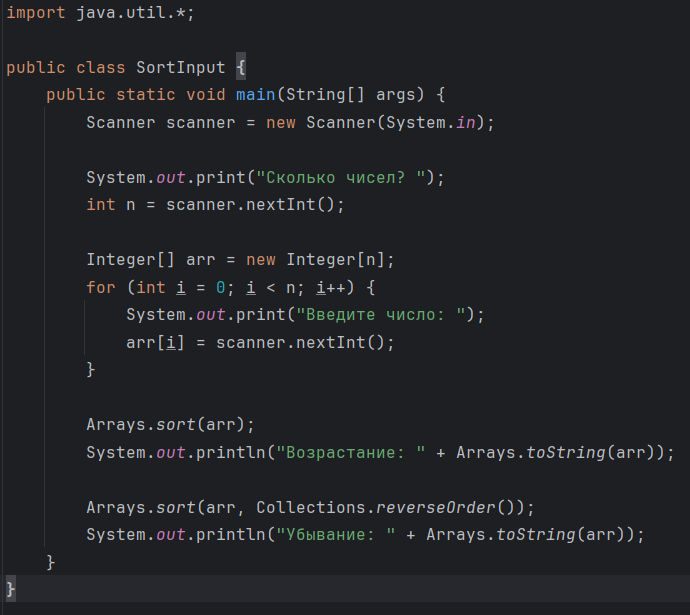 import java.util.*;
public class SortInput {
public static void main(String[] args) {
Scanner scanner = new Scanner(System.in);
System.out.print("Сколько чисел? ");
int n = scanner.nextInt();
Integer[] arr = new Integer[n];
for (int i = 0; i < n; i++) {
System.out.print("Введите число: ");
arr[i] = scanner.nextInt();
}
Arrays.sort(arr);
System.out.println("Возрастание: " + Arrays.toString(arr));
Arrays.sort(arr, Collections.reverseOrder());
System.out.println("Убывание: " + Arrays.toString(arr));
}
}